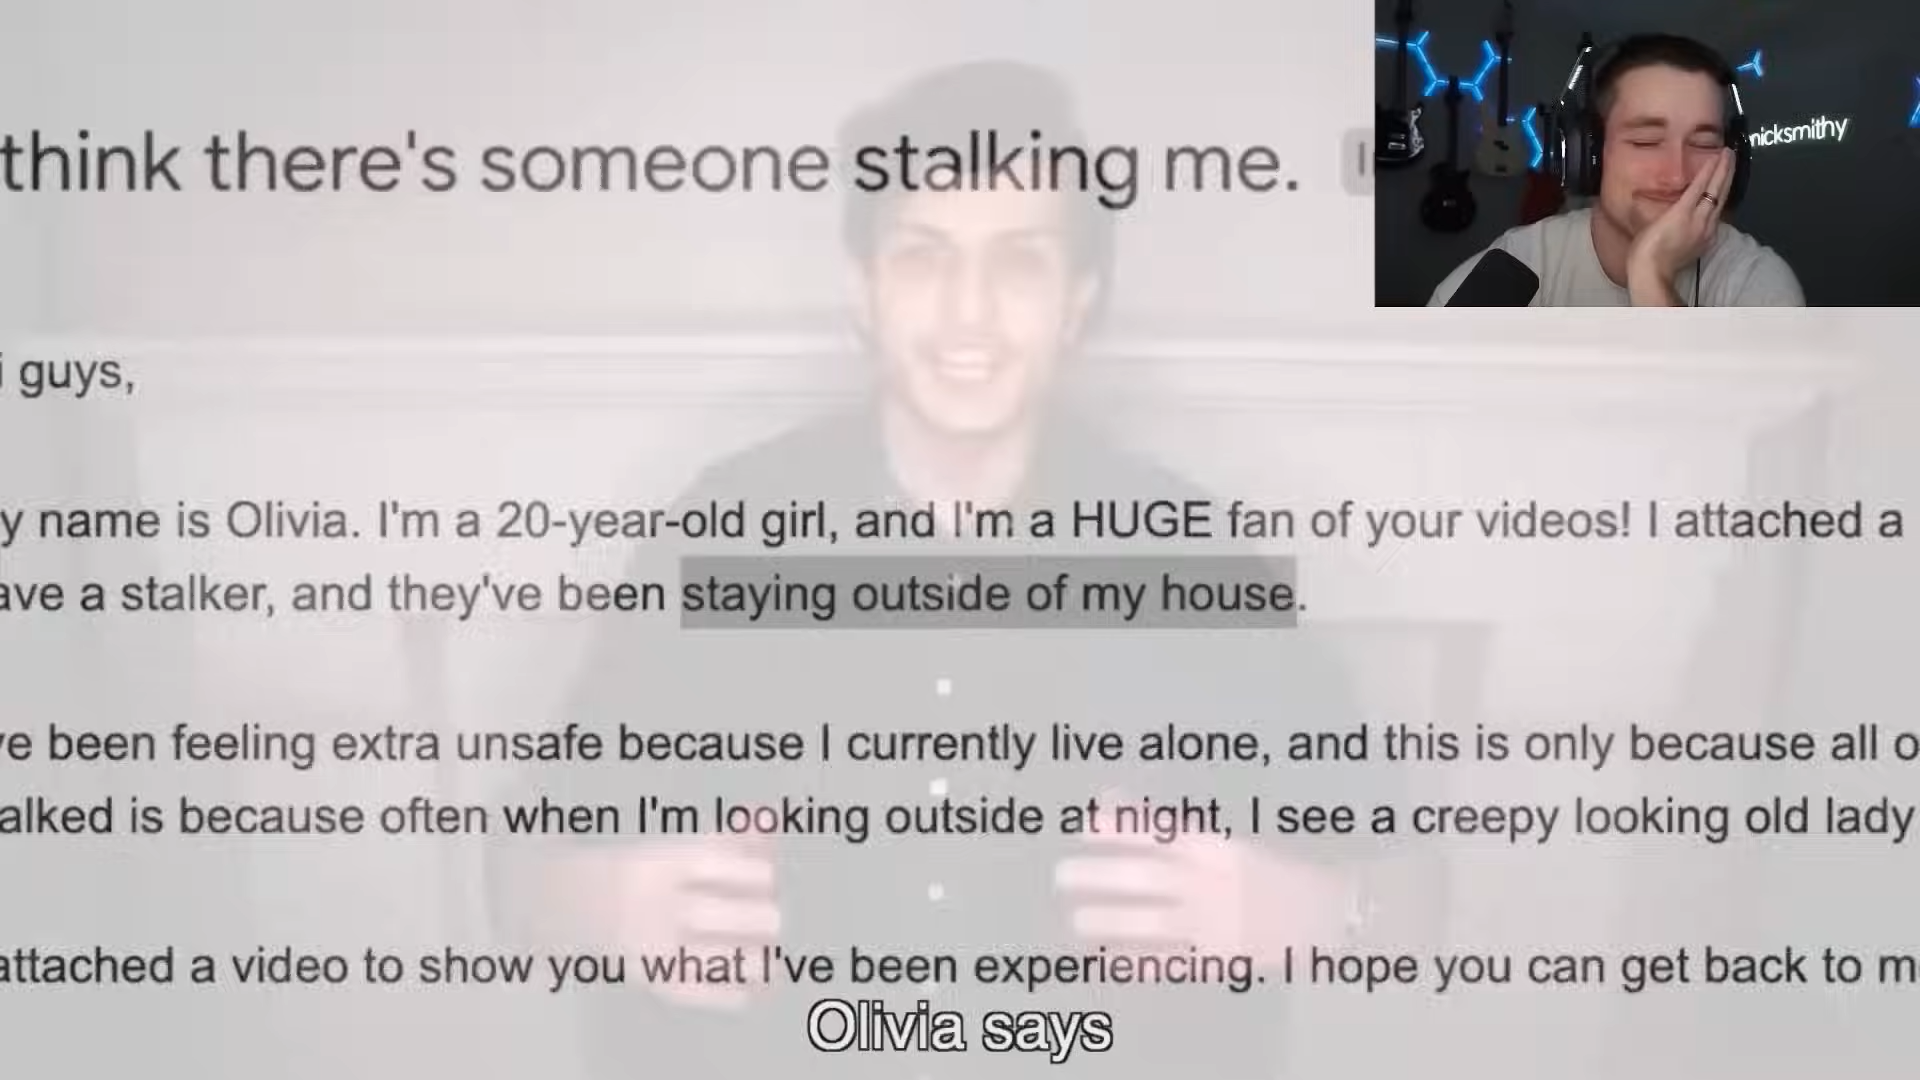 think there's someone stalking me.
nicksmithy
i guys,
y name is Olivia. I'm a 20-year-old girl, and I'm a HUGE fan of your videos! I attached a
ave a stalker, and they've been staying outside of my house.
ve been feeling extra unsafe because I currently live alone, and this is only because all o
alked is because often when I'm looking outside at night, I see a creepy looking old lady
attached a video to show you what I've been experiencing. I hope you can get back to m
Olivia says